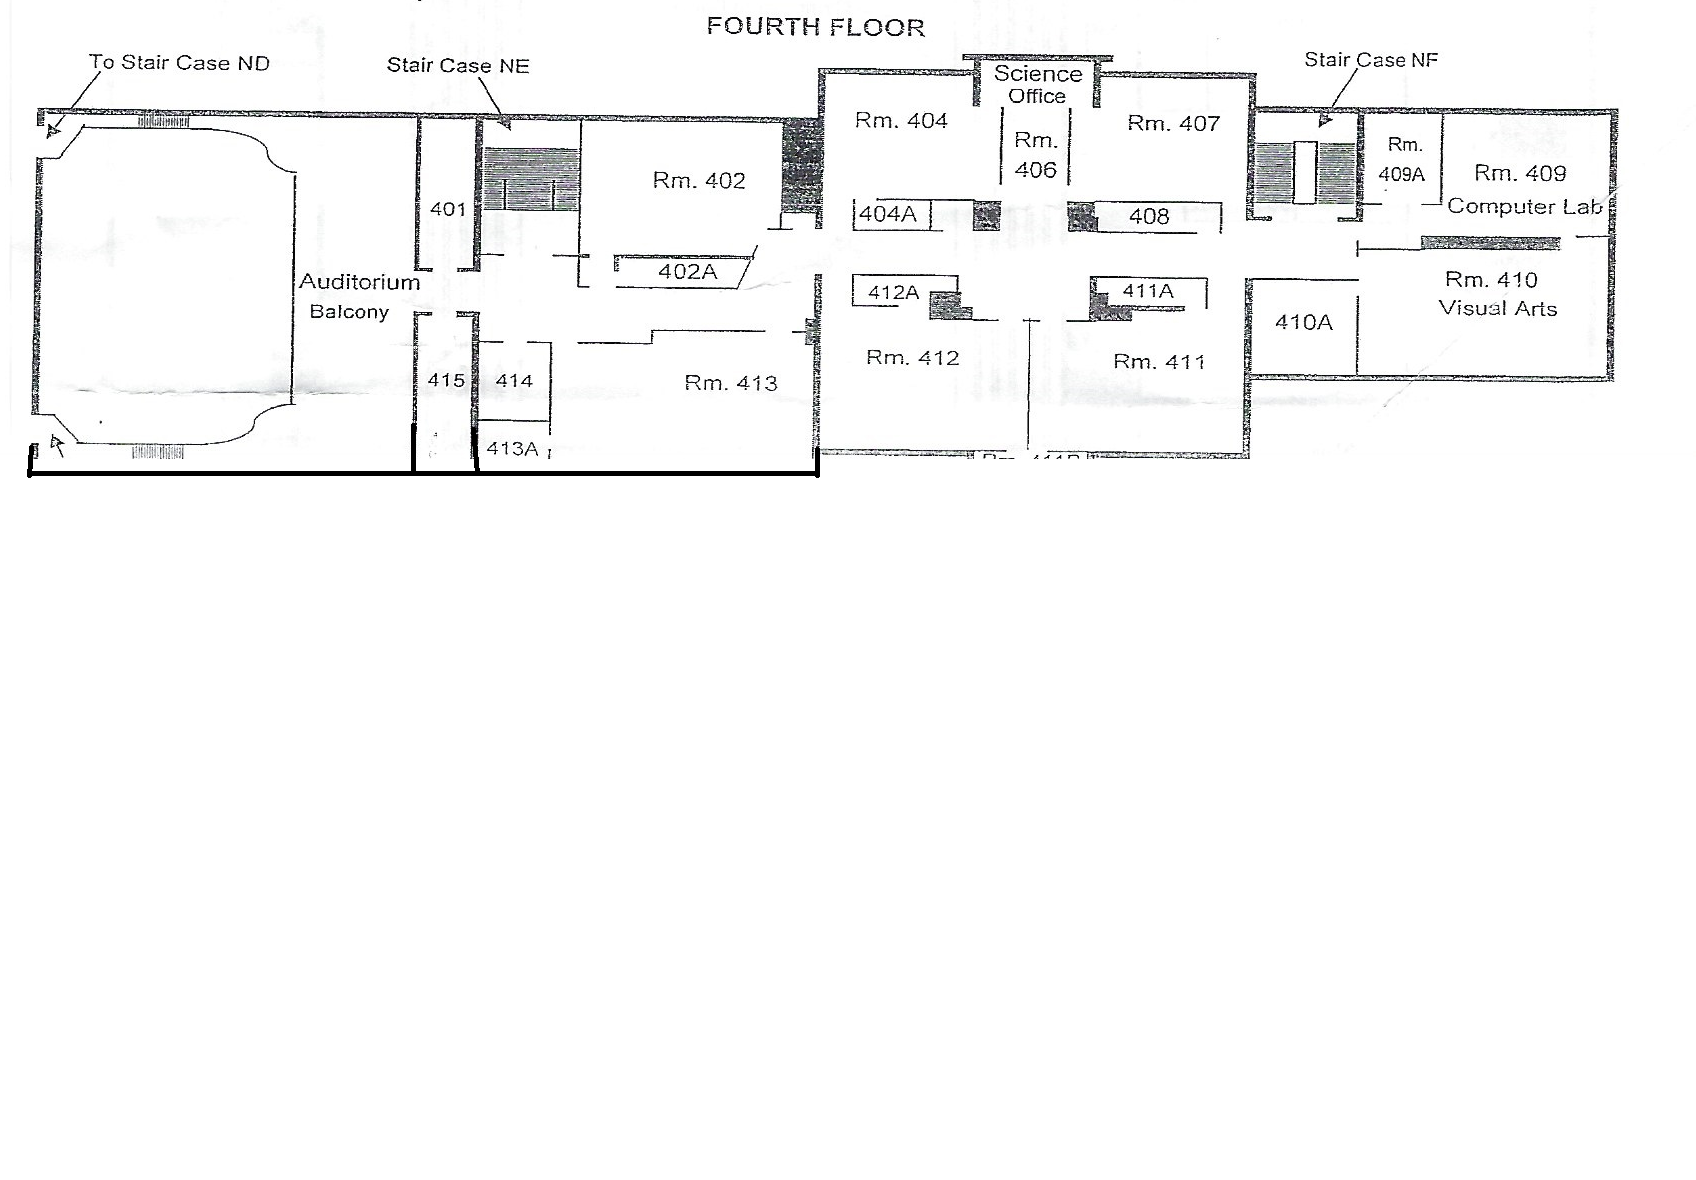 FOURTH FLOOR
To Stair Case ND
Stair Case NE
Stair Case NF
Science
Office
Rm. 404
Rm.
406
Rm. 407
Rm.
409A
Rm. 409
Computer Lab
Rm. 402
401
404A
408
402A
Auditorium
Balcony
412A
411A
410A
Rm. 410
Visual Arts
415
414
Rm. 413
Rm. 412
Rm. 411
413A